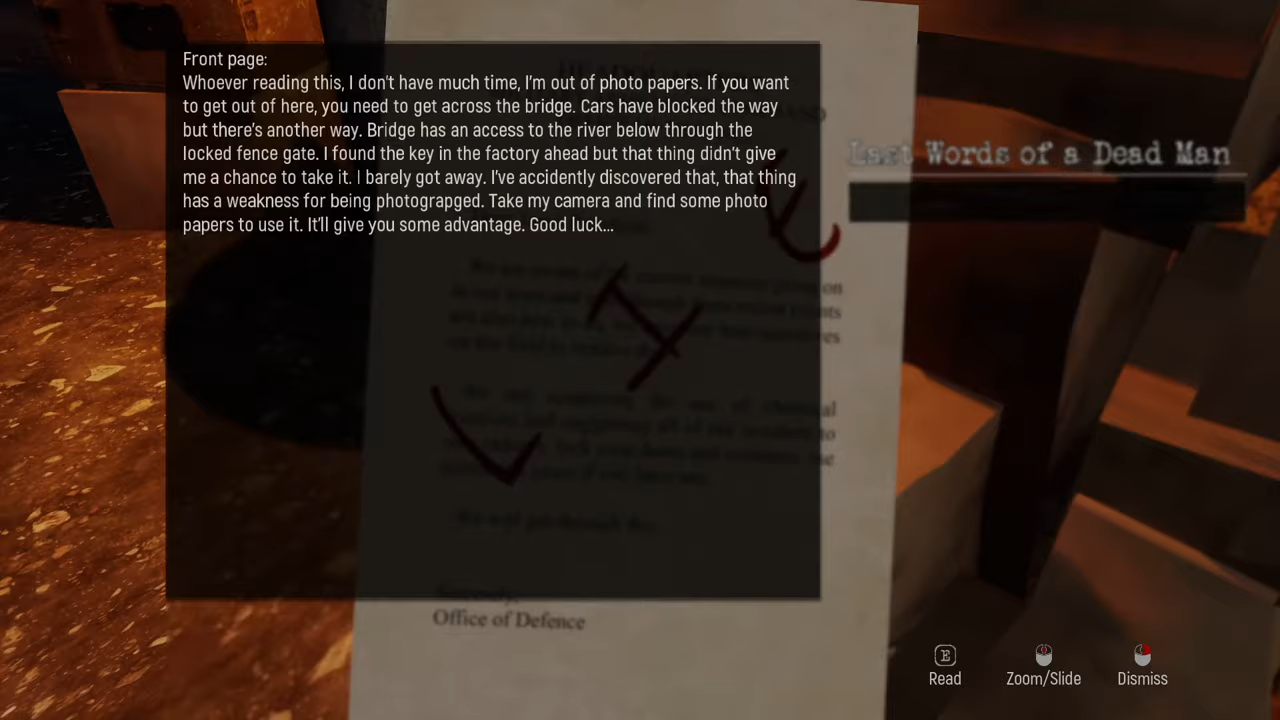 Front page:
Whoever reading this, I don't have much time, I'm out of photo papers. If you want
to get out of here, you need to get across the bridge. Cars have blocked the way
but there's another way. Bridge has an access to the river below through the
locked fence gate. I found the key in the factory ahead but that thing didn't give
me a chance to take it. I barely got away. I've accidently discovered that, that thing
has a weakness for being photograpged. Take my camera and find some photo
papers to use it. It'll give you some advantage. Good luck...
Last Words of a Dead Man
Office of Defence
E
Read
Zoom/Slide
Dismiss